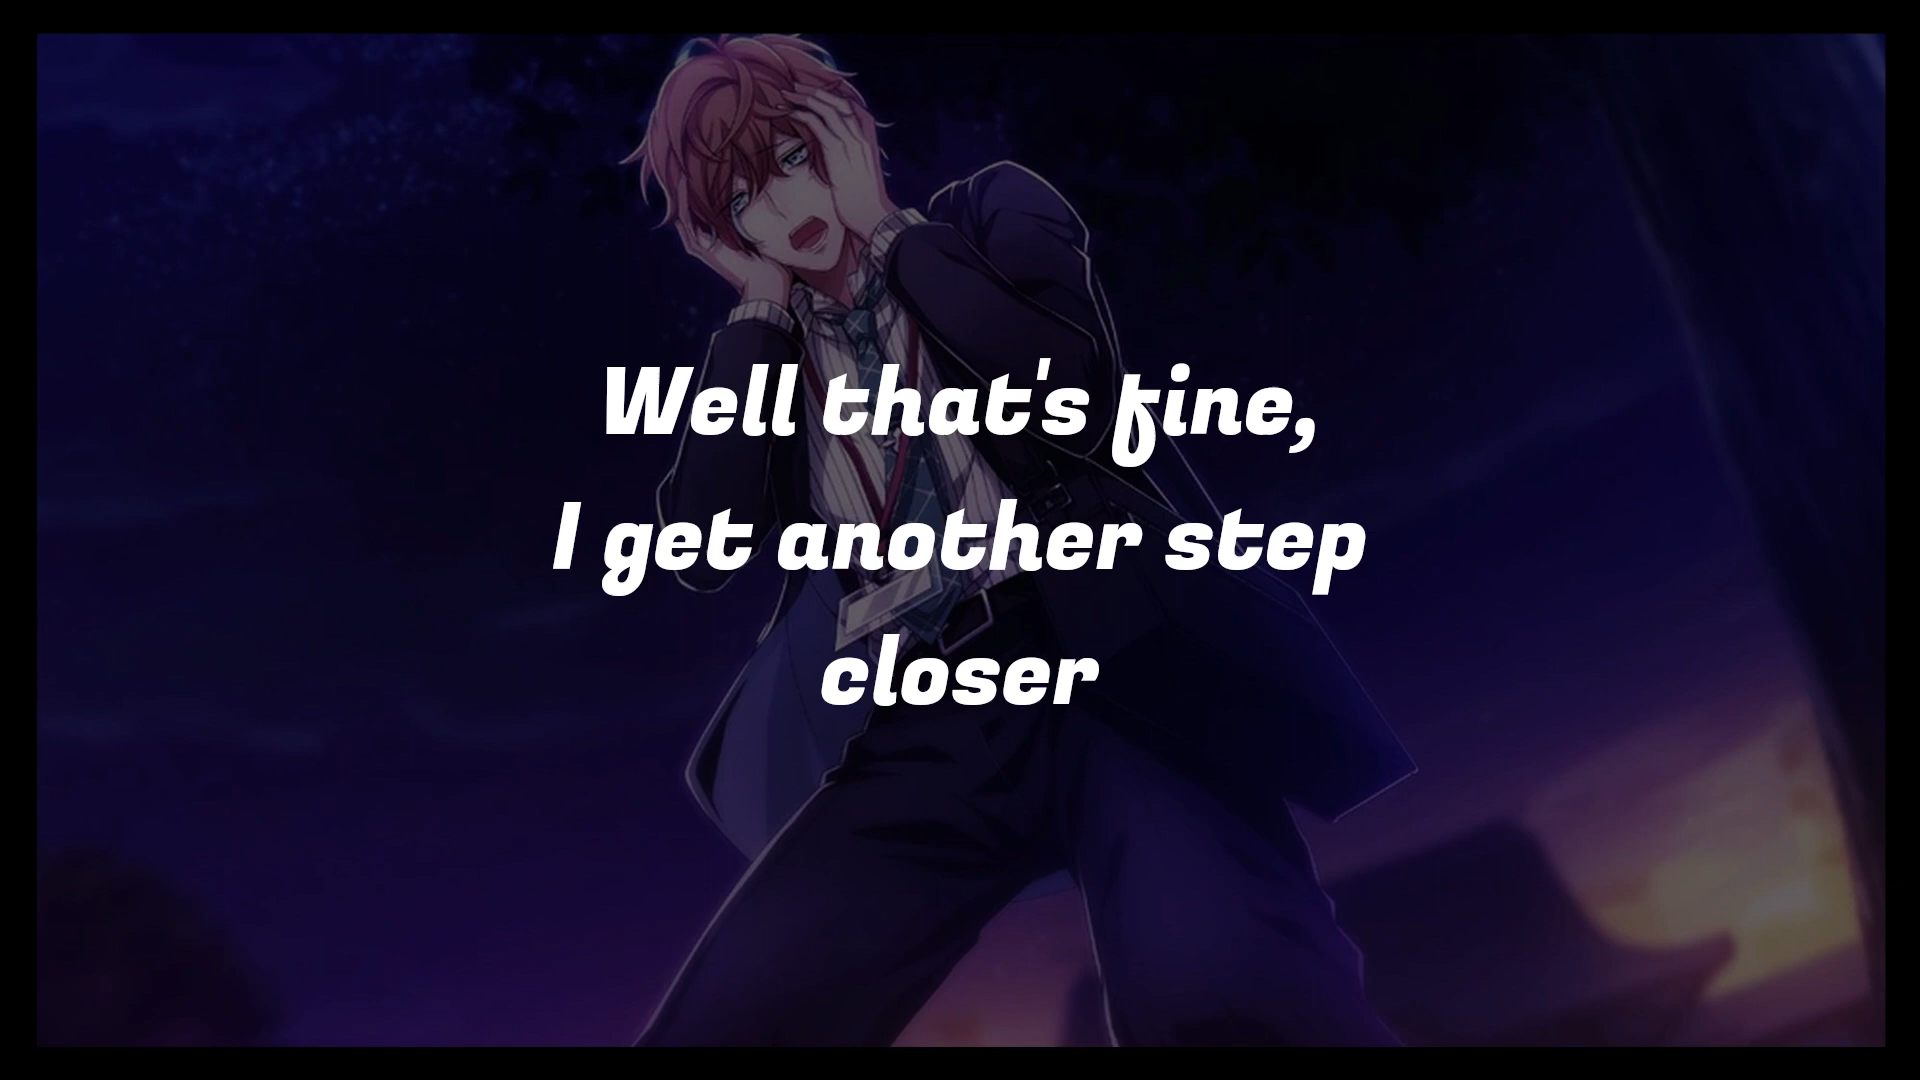 Well that's fine,
I get another step
closer